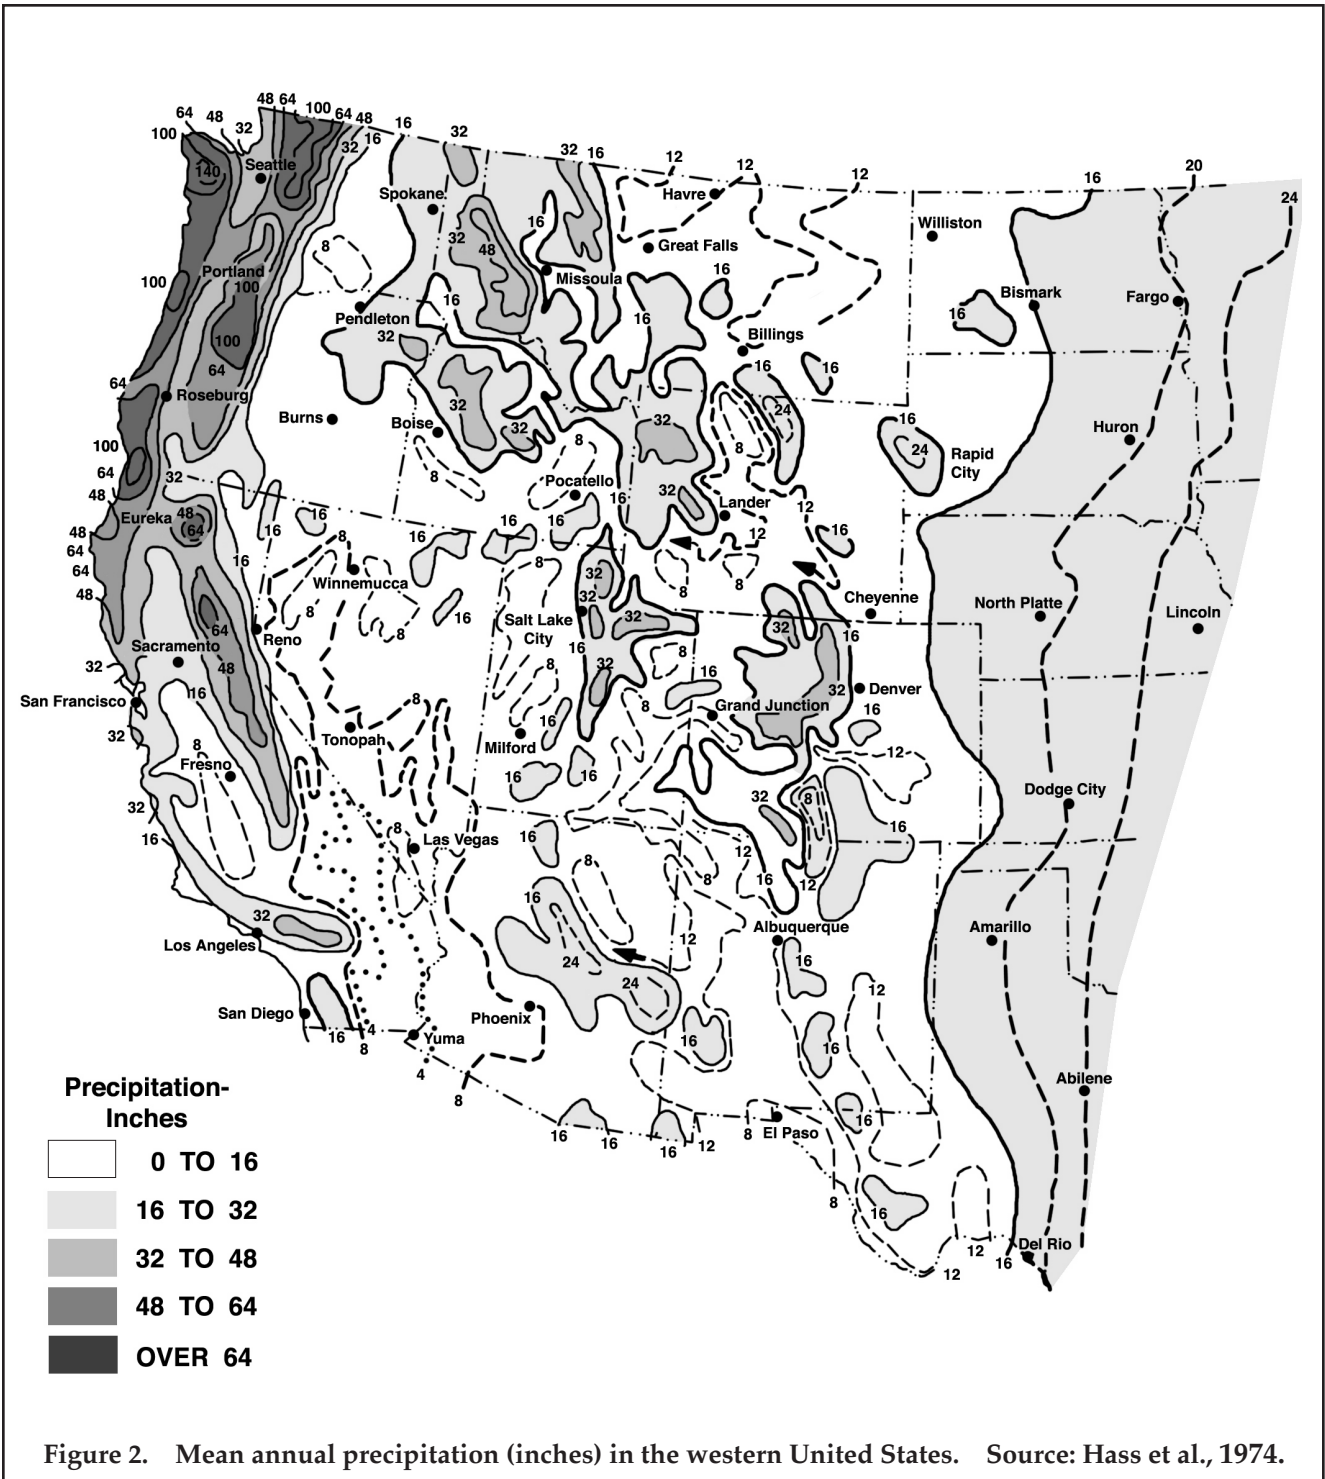 48 64 100 64 48 16 32 32 16 12 12 12 16 20 24
64 48 32 32 16
100
140 Seattle
Spokane
Havre
Williston
16
8 32 48
Great Falls
Missoula
16
Portland
100 100
Bismarck
Fargo
16 16 16
Pendleton
32
Billings
100
64
16 16
64
Roseburg
Burns
Boise
32 32 32 24
16
24
Rapid
City
Huron
100
64
48
32
8 8 8
Pocatello
16 32
Lander
12
Eureka 48
64
16 16 16 16 16 12 16
48
64
64
48
16 8
Winnemucca
8 8 8 8
32
Cheyenne
North Platte
Lincoln
64
Reno
16
Salt Lake
City
32 32 32 16
Sacramento
48
32
16
8 16 32 8 16
32
Denver
San Francisco
16
8
8
Grand Junction
16
32
Tonopah
Milford
16
12
8
Fresno
16 16
32 8
Dodge City
32
16
8
Las Vegas
16
12
16
8
8 16 12
16
32
Los Angeles
24
12
Albuquerque
16
Amarillo
24
12
San Diego
16 4
8
Yuma
4
8
Phoenix
16
16
Abilene
16 16 16 12 8
El Paso
16
8
16
12 12 16
Del Rio
Precipitation-
Inches
0 TO 16
16 TO 32
32 TO 48
48 TO 64
OVER 64
Figure 2. Mean annual precipitation (inches) in the western United States. Source: Hass et al., 1974.